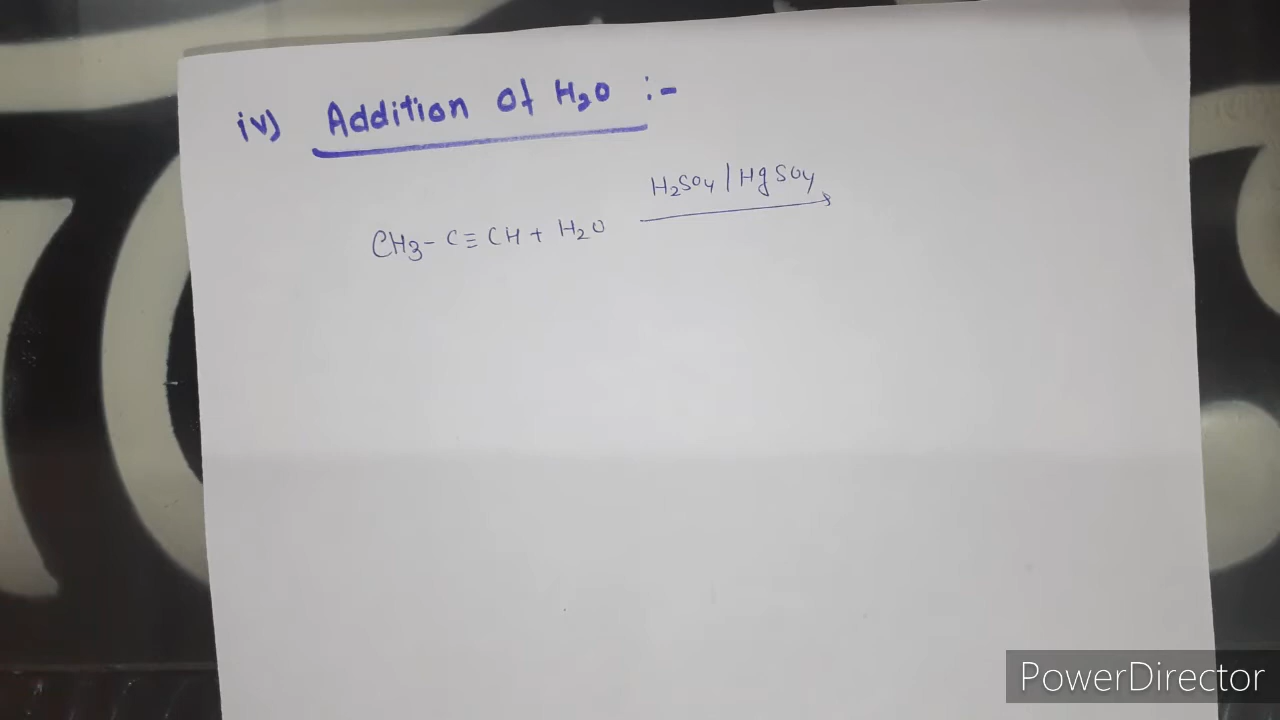 iv) Addition of H2O :-
H2SO4 / HgSO4
CH3 - C ≡ CH + H2O →
PowerDirector